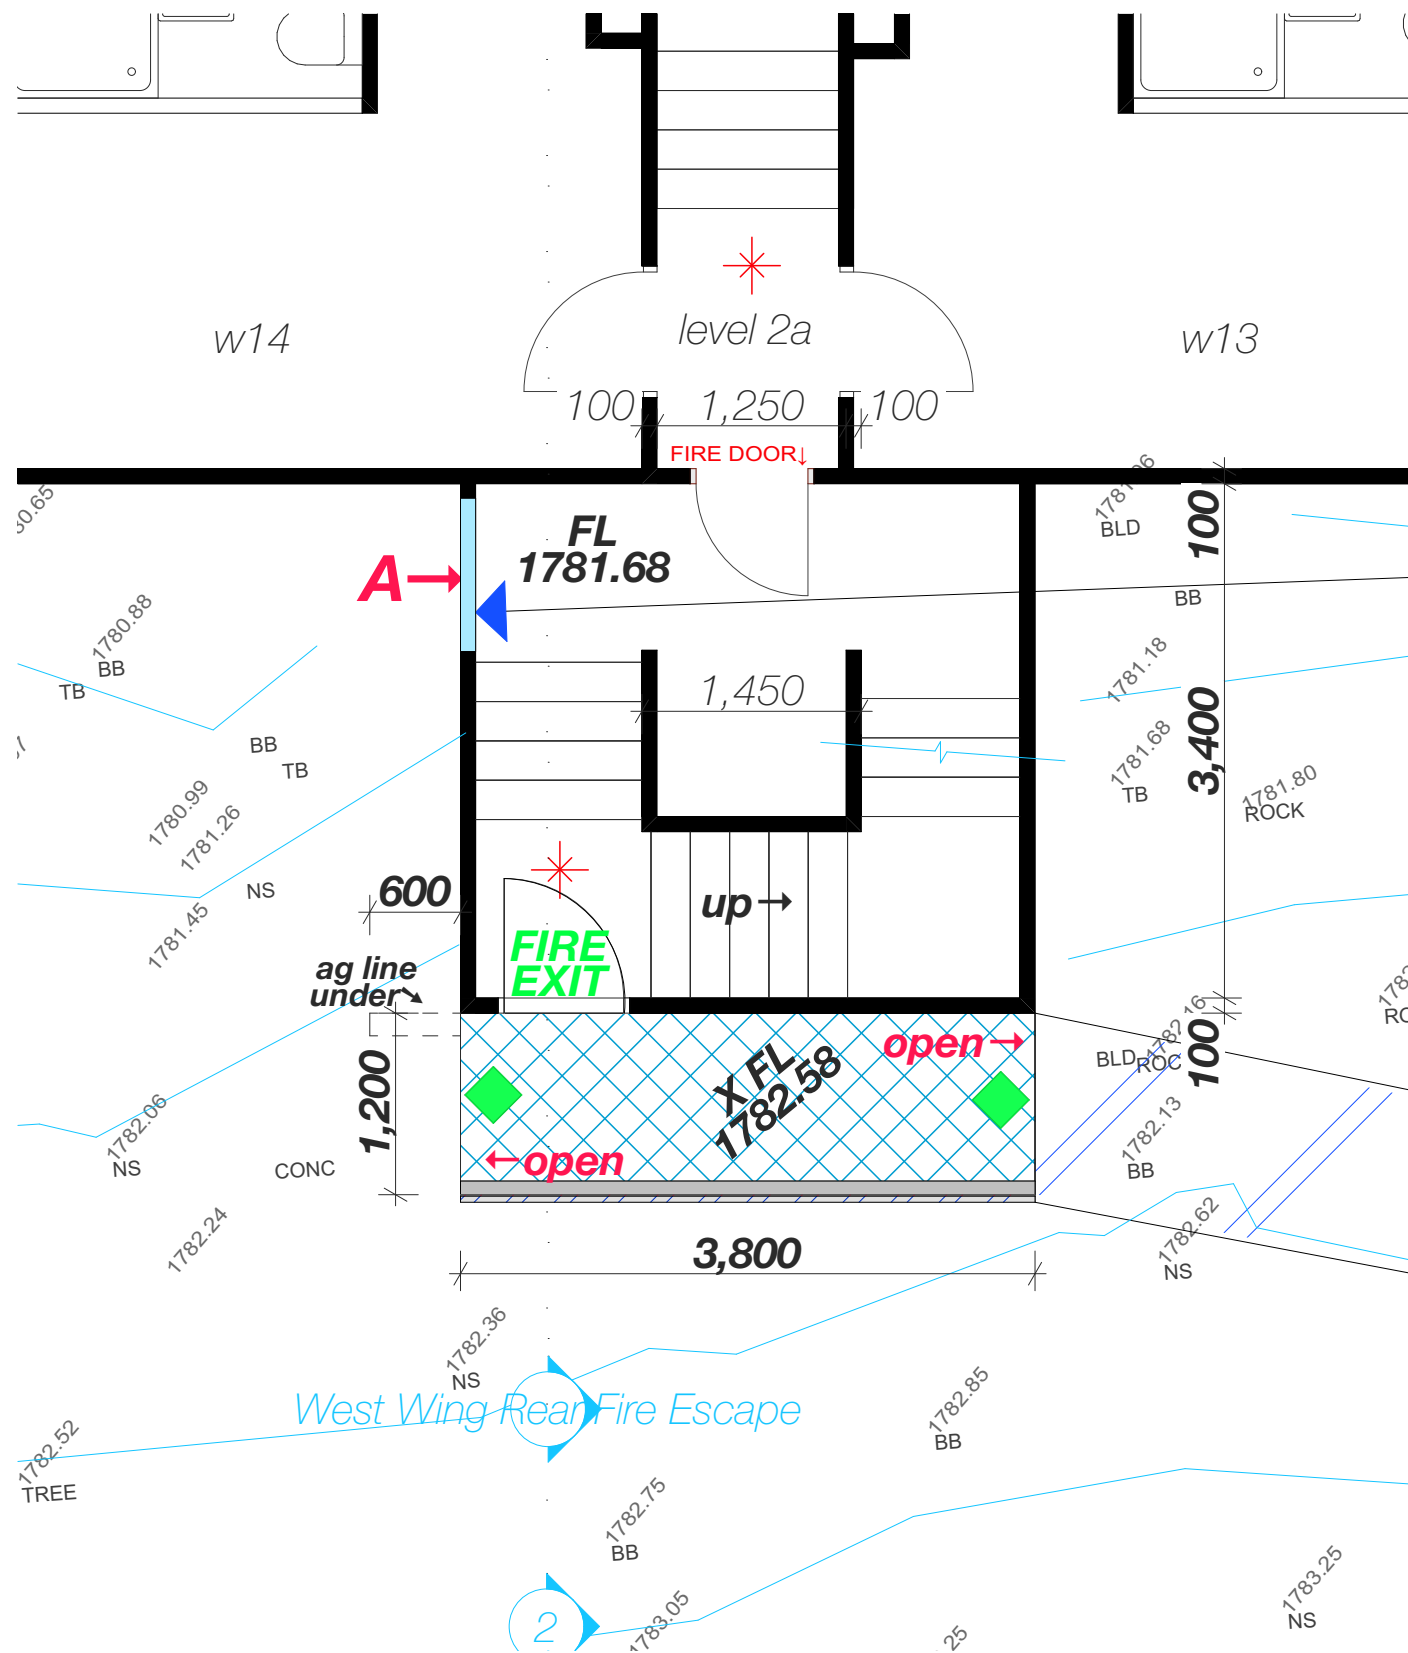 w14
level 2a
w13
100
1,250
100
FIRE DOOR↓
FL
1781.68
A→
BLD
100
BB
1780.88
BB
TB
1,450
1781.18
3,400
1781.68
TB
1781.80
ROCK
BB
TB
1780.99
1781.26
NS
1781.45
600
up→
FIRE
EXIT
ag line
under↘
open→
X FL
1782.58
←open
1,200
1782.16
BLD
100
1782.13
BB
1782.06
NS
CONC
1782.24
1782.62
NS
3,800
1782.36
NS
West Wing Rear Fire Escape
1782.85
BB
1782.52
TREE
1782.75
BB
1783.25
NS
1783.05
2